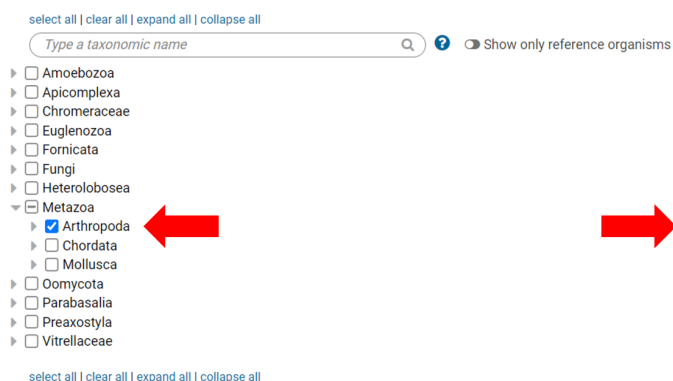 select all | clear all | expand all | collapse all
Type a taxonomic name
? Show only reference organisms
Amoebozoa
Apicomplexa
Chromeraceae
Euglenozoa
Fornicata
Fungi
Heterolobosea
Metazoa
Arthropoda
Chordata
Mollusca
Oomycota
Parabasalia
Preaxostyla
Vitrellaceae
select all | clear all | expand all | collapse all